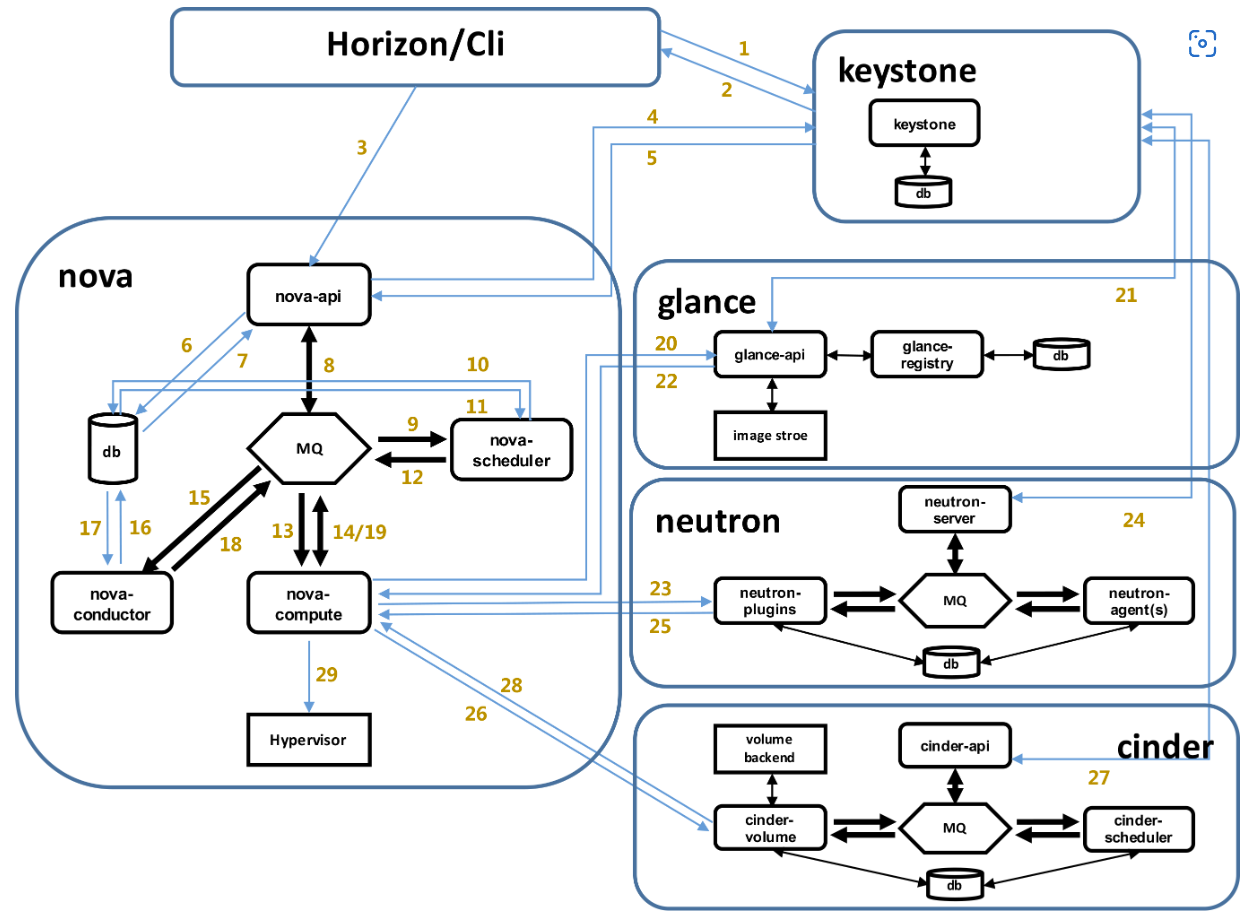 Horizon/Cli
1
2
keystone
keystone
db
3
4
5
nova
nova-api
6
7
8
10
11
db
MQ
9
12
nova-
scheduler
15
18
13
14/19
17
16
nova-
conductor
nova-
compute
29
Hypervisor
glance
21
20
22
glance-api
glance-
registry
db
image stroe
neutron
neutron-
server
24
23
25
neutron-
plugins
MQ
neutron-
agent(s)
db
28
26
cinder
volume
backend
cinder-api
27
cinder-
volume
MQ
cinder-
scheduler
db